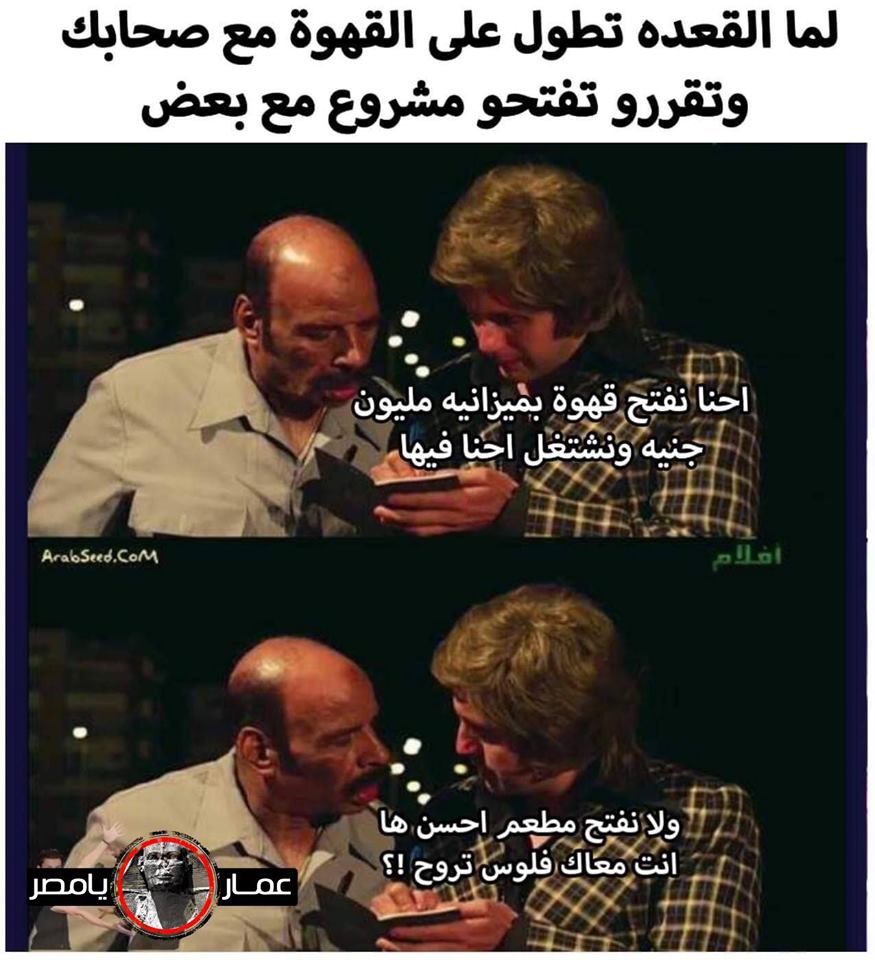 لما القعده تطول على القهوة مع صحابك
وتقررو تفتحو مشروع مع بعض
احنا نفتح قهوة بميزانيه مليون
جنيه ونشتغل احنا فيها
ArabSeed.CoM
افلام
ولا نفتح مطعم احسن ها
انت معاك فلوس تروح !؟
عمار يامصر